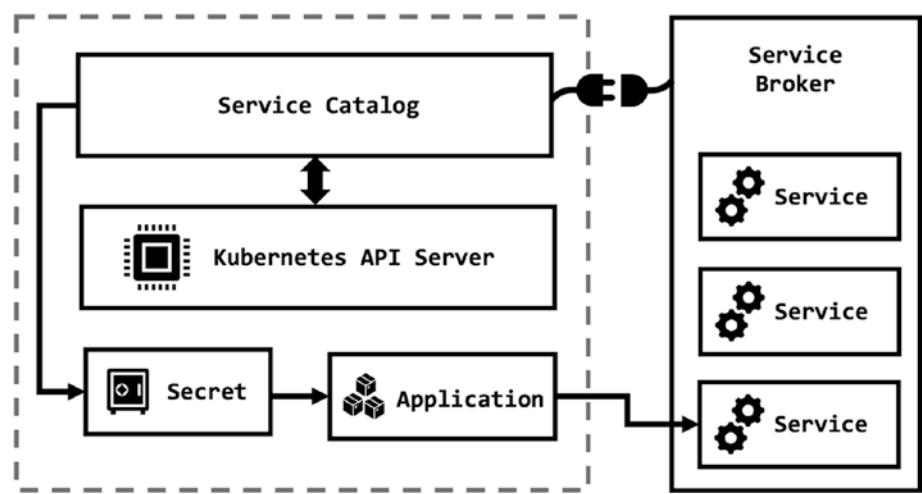 Service Catalog
Kubernetes API Server
Secret
Application
Service
Broker
Service
Service
Service